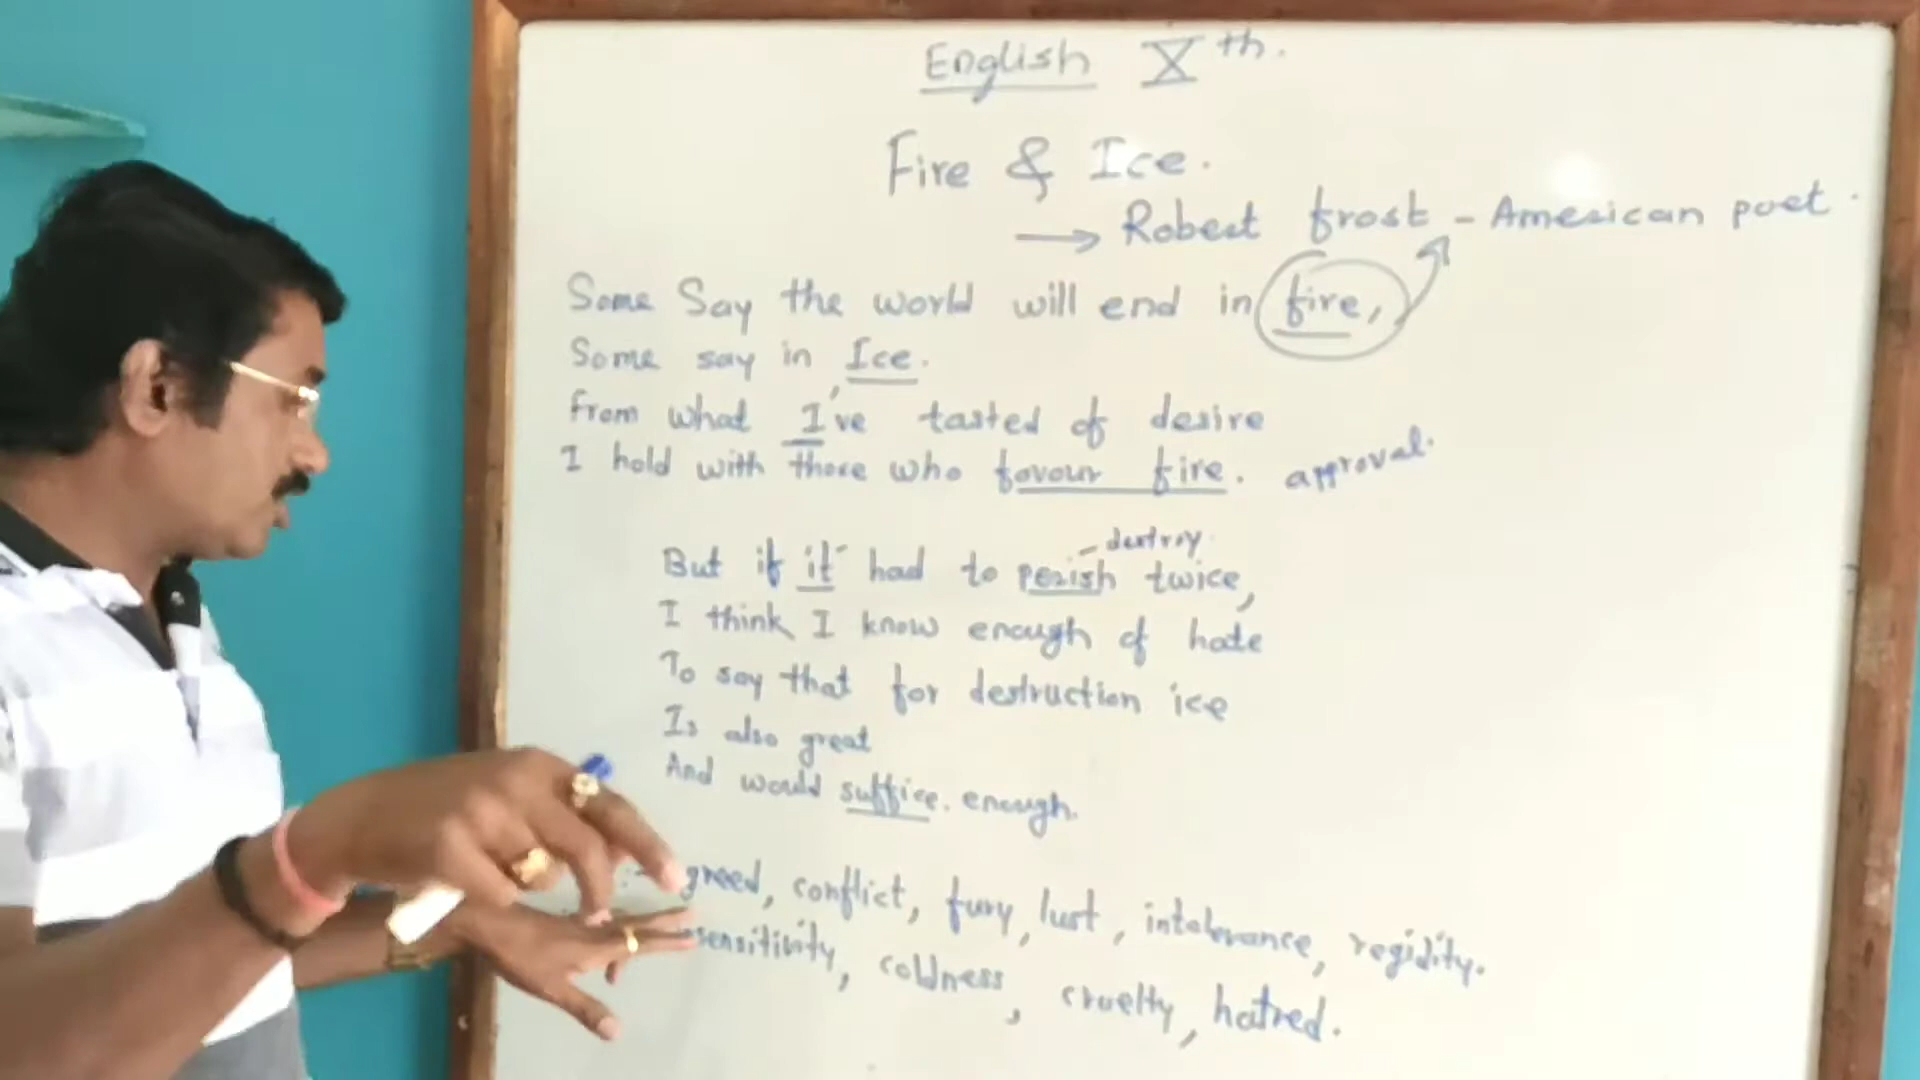 English Xth.
Fire & Ice.
→ Robert frost - American poet.
Some Say the world will end in fire,
Some say in Ice.
From what I've tasted of desire
I hold with those who favour fire. approval.
destroy
But if it had to perish twice,
I think I know enough of hate
To say that for destruction ice
Is also great
And would suffice. enough.
greed, conflict, fury, lust, intolerance, regidity.
coldness, cruelty, hatred.